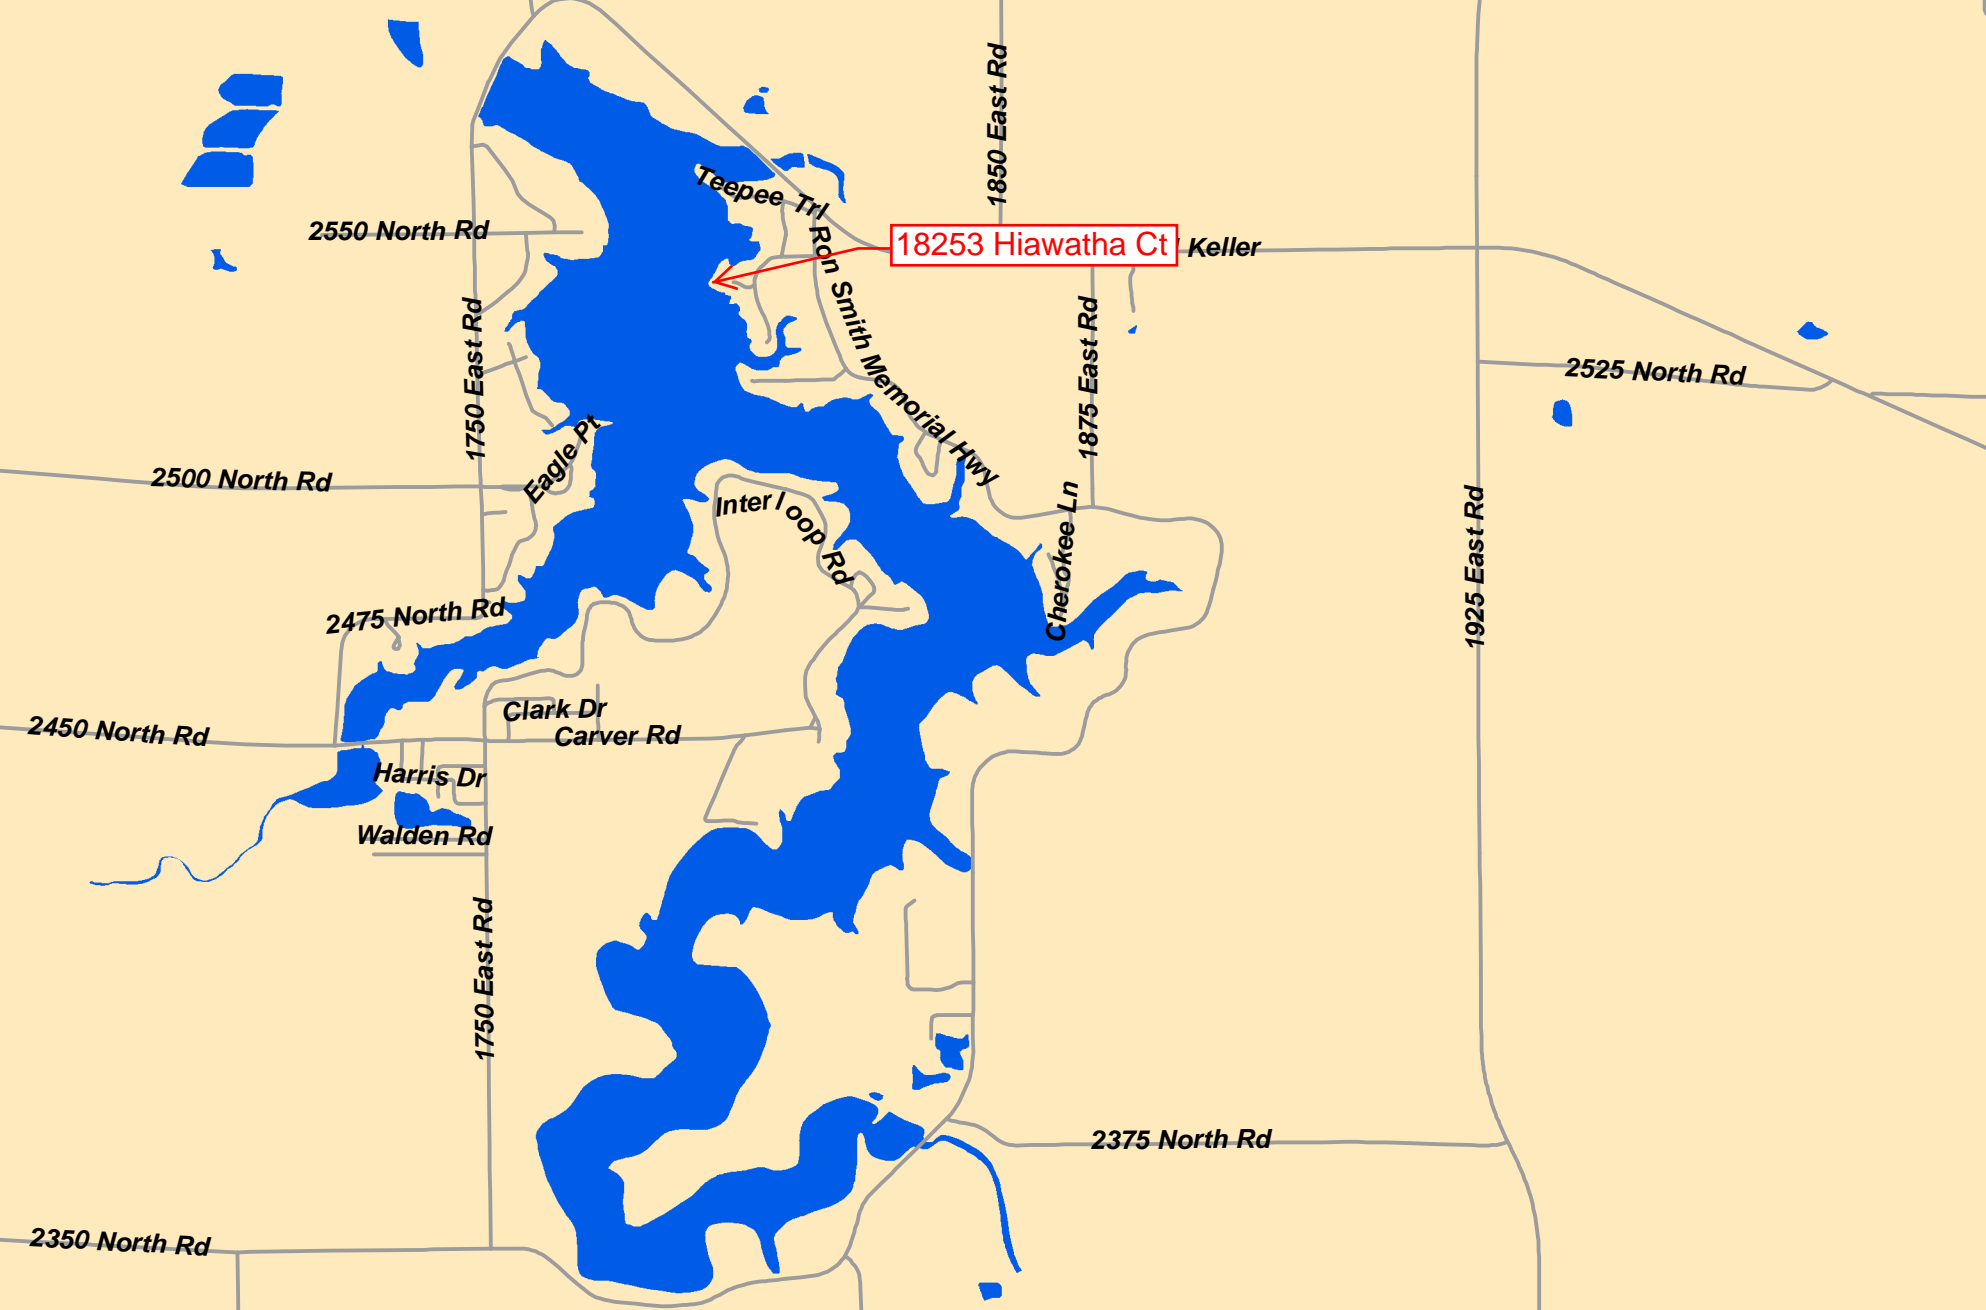 1850 East Rd
Teepee Trl
2550 North Rd
18253 Hiawatha Ct
Keller
Ron Smith Memorial Hwy
1750 East Rd
1875 East Rd
2525 North Rd
Eagle Pt
2500 North Rd
Inter loop Rd
Cherokee Ln
1925 East Rd
2475 North Rd
Clark Dr
2450 North Rd
Carver Rd
Harris Dr
Walden Rd
1750 East Rd
2375 North Rd
2350 North Rd